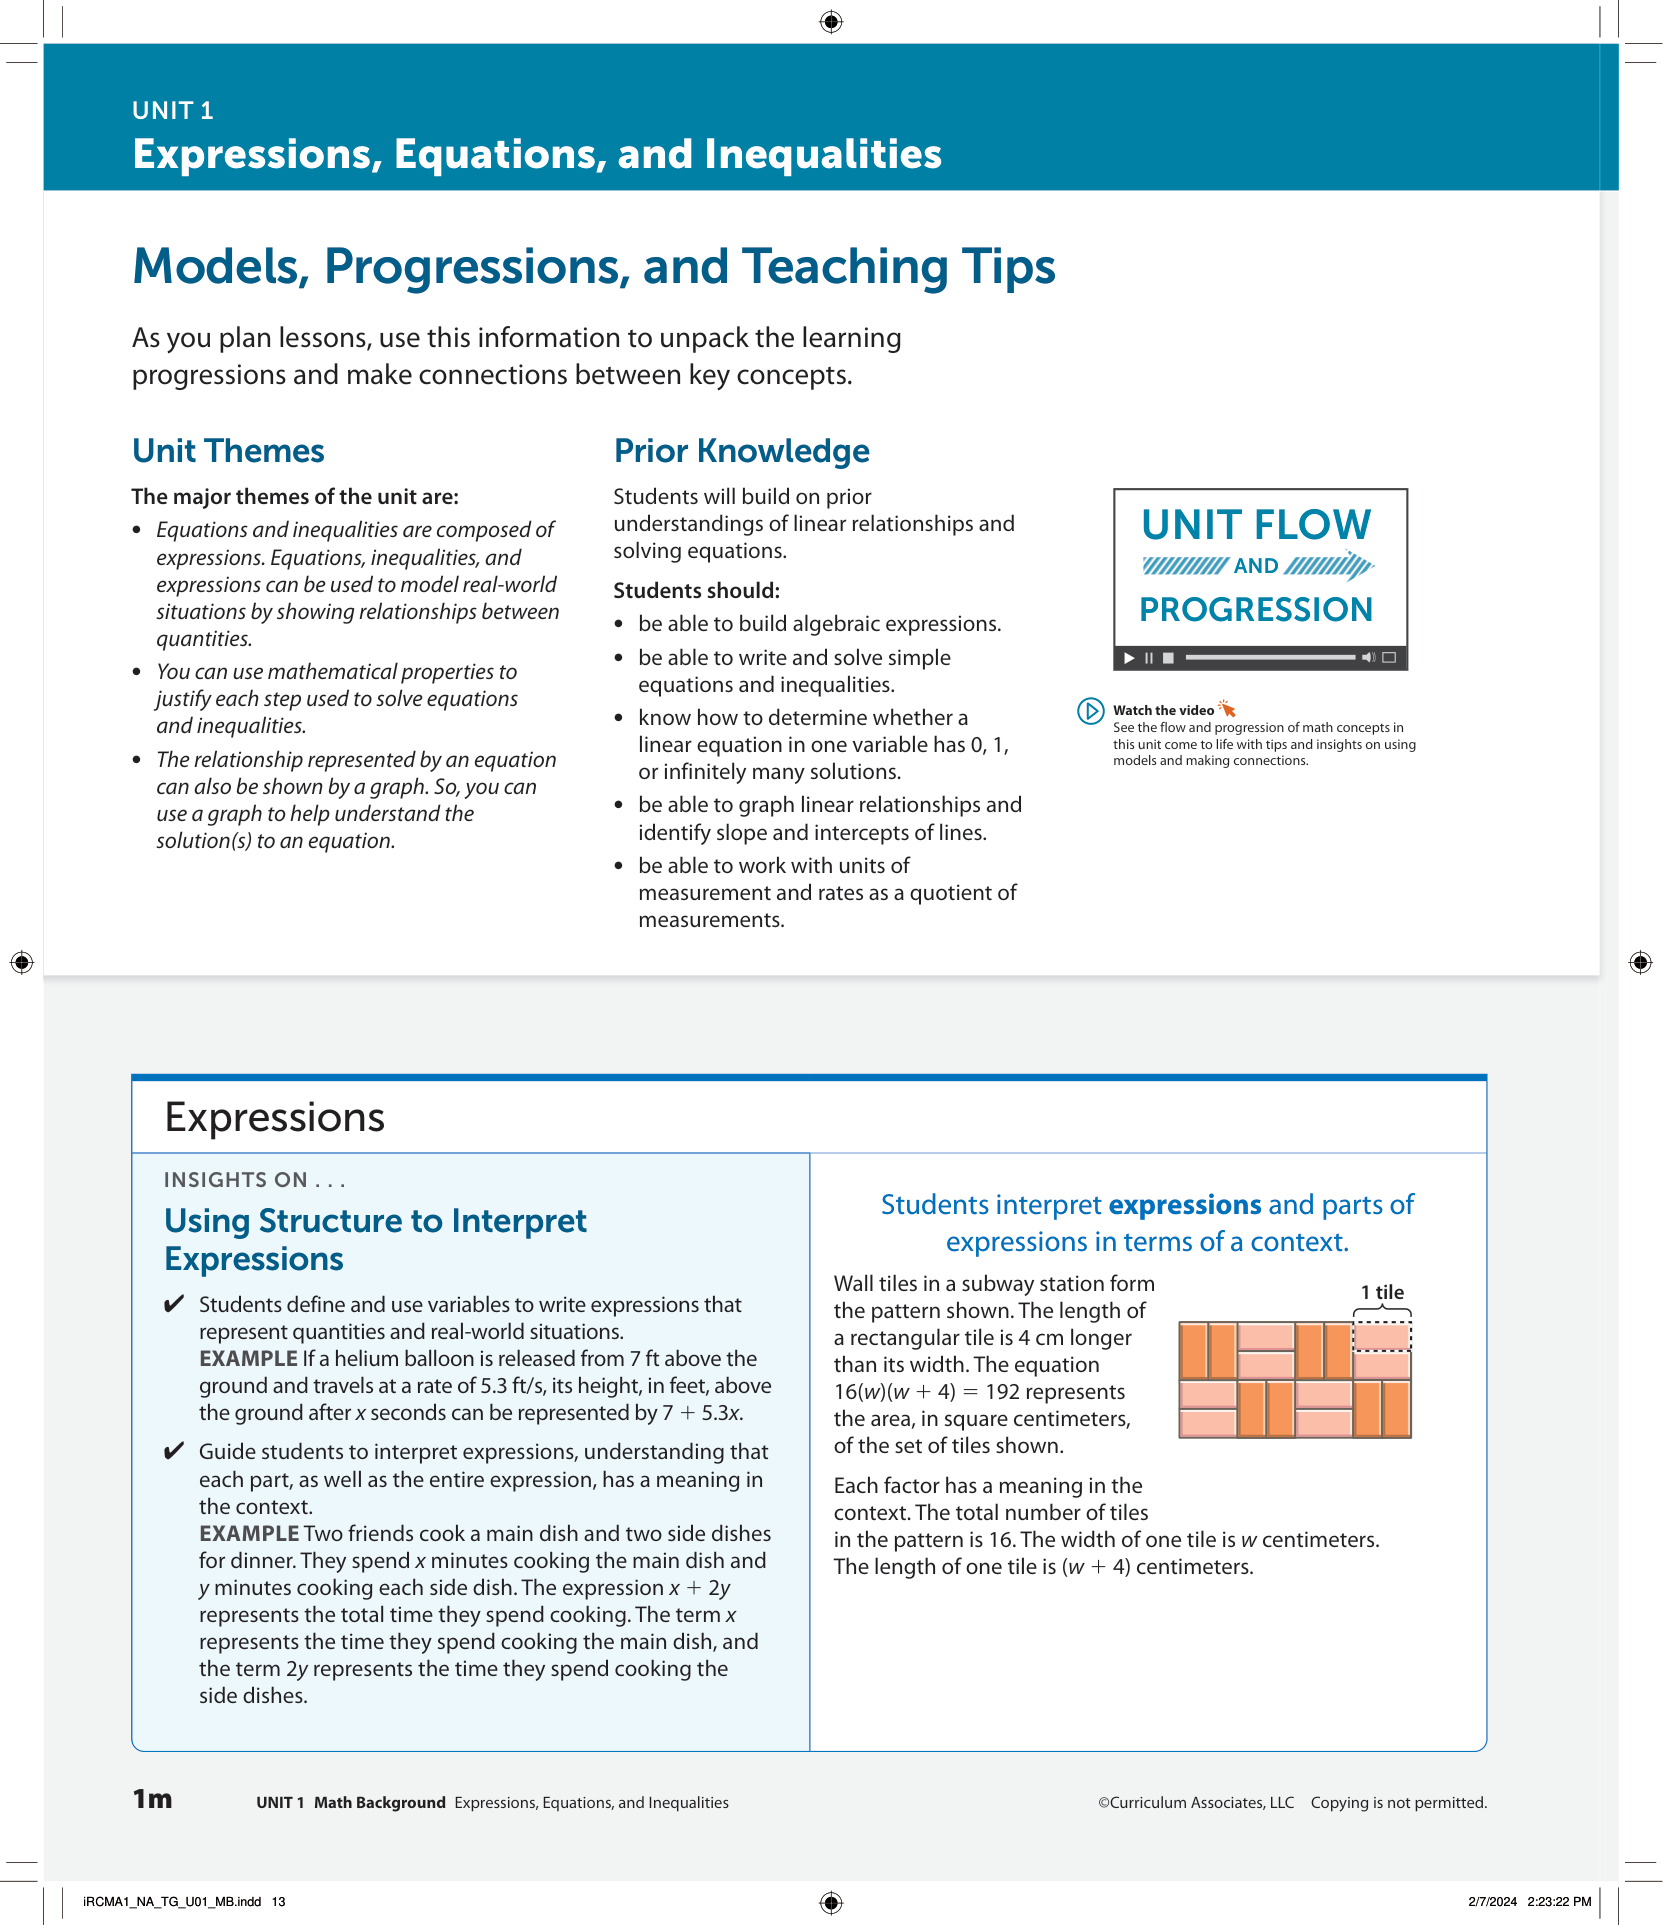 UNIT 1
Expressions, Equations, and Inequalities
Models, Progressions, and Teaching Tips
As you plan lessons, use this information to unpack the learning
progressions and make connections between key concepts.
Unit Themes
The major themes of the unit are:
• Equations and inequalities are composed of
expressions. Equations, inequalities, and
expressions can be used to model real-world
situations by showing relationships between
quantities.
• You can use mathematical properties to
justify each step used to solve equations
and inequalities.
• The relationship represented by an equation
can also be shown by a graph. So, you can
use a graph to help understand the
solution(s) to an equation.
Prior Knowledge
Students will build on prior
understandings of linear relationships and
solving equations.
Students should:
• be able to build algebraic expressions.
• be able to write and solve simple
equations and inequalities.
• know how to determine whether a
linear equation in one variable has 0, 1,
or infinitely many solutions.
• be able to graph linear relationships and
identify slope and intercepts of lines.
• be able to work with units of
measurement and rates as a quotient of
measurements.
UNIT FLOW
AND
PROGRESSION
Watch the video
See the flow and progression of math concepts in
this unit come to life with tips and insights on using
models and making connections.
Expressions
INSIGHTS ON . . .
Using Structure to Interpret
Expressions
✔ Students define and use variables to write expressions that
represent quantities and real-world situations.
EXAMPLE If a helium balloon is released from 7 ft above the
ground and travels at a rate of 5.3 ft/s, its height, in feet, above
the ground after x seconds can be represented by 7 + 5.3x.
✔ Guide students to interpret expressions, understanding that
each part, as well as the entire expression, has a meaning in
the context.
EXAMPLE Two friends cook a main dish and two side dishes
for dinner. They spend x minutes cooking the main dish and
y minutes cooking each side dish. The expression x + 2y
represents the total time they spend cooking. The term x
represents the time they spend cooking the main dish, and
the term 2y represents the time they spend cooking the
side dishes.
Students interpret expressions and parts of
expressions in terms of a context.
Wall tiles in a subway station form
the pattern shown. The length of
a rectangular tile is 4 cm longer
than its width. The equation
16(w)(w + 4) = 192 represents
the area, in square centimeters,
of the set of tiles shown.
1 tile
Each factor has a meaning in the
context. The total number of tiles
in the pattern is 16. The width of one tile is w centimeters.
The length of one tile is (w + 4) centimeters.
1m UNIT 1 Math Background Expressions, Equations, and Inequalities
©Curriculum Associates, LLC Copying is not permitted.
iRCMA1_NA_TG_U01_MB.indd 13
2/7/2024 2:23:22 PM